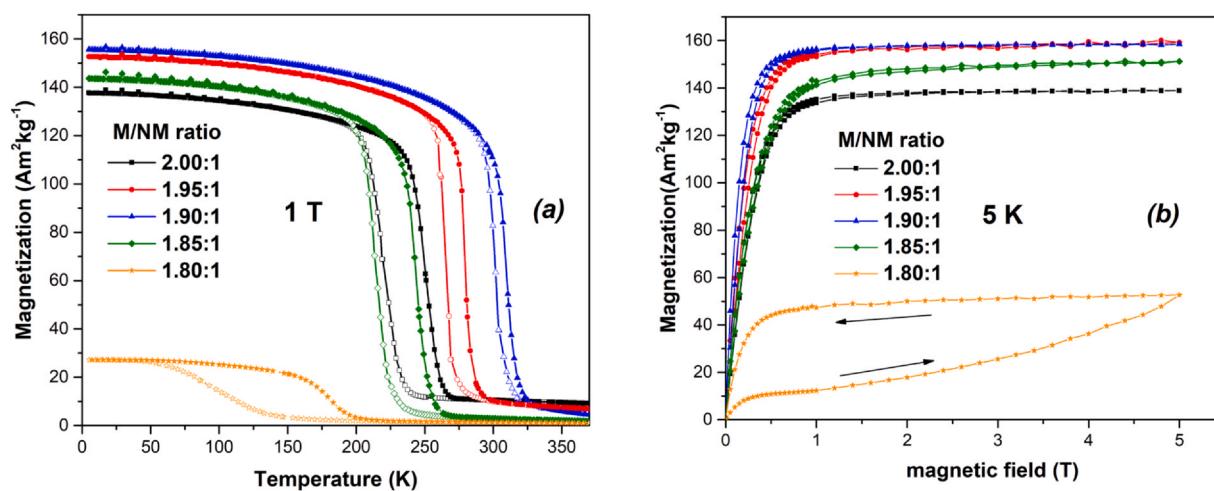 160
140
120
100
80
60
40
20
0
Magnetization (Am²kg⁻¹)
M/NM ratio
2.00:1
1.95:1
1.90:1
1.85:1
1.80:1
1 T
(a)
0 50 100 150 200 250 300 350
Temperature (K)
160
140
120
100
80
60
40
20
0
Magnetization(Am²kg⁻¹)
M/NM ratio
2.00:1
1.95:1
1.90:1
1.85:1
1.80:1
5 K
(b)
0 1 2 3 4 5
magnetic field (T)